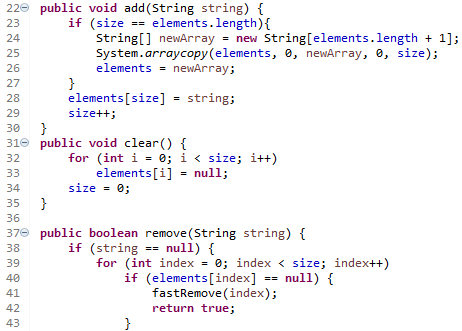 22 public void add(String string) {
23     if (size == elements.length){
24         String[] newArray = new String[elements.length + 1];
25         System.arraycopy(elements, 0, newArray, 0, size);
26         elements = newArray;
27     }
28     elements[size] = string;
29     size++;
30 }
31 public void clear() {
32     for (int i = 0; i < size; i++)
33         elements[i] = null;
34     size = 0;
35 }
36
37 public boolean remove(String string) {
38     if (string == null) {
39         for (int index = 0; index < size; index++)
40             if (elements[index] == null) {
41                 fastRemove(index);
42                 return true;
43             }